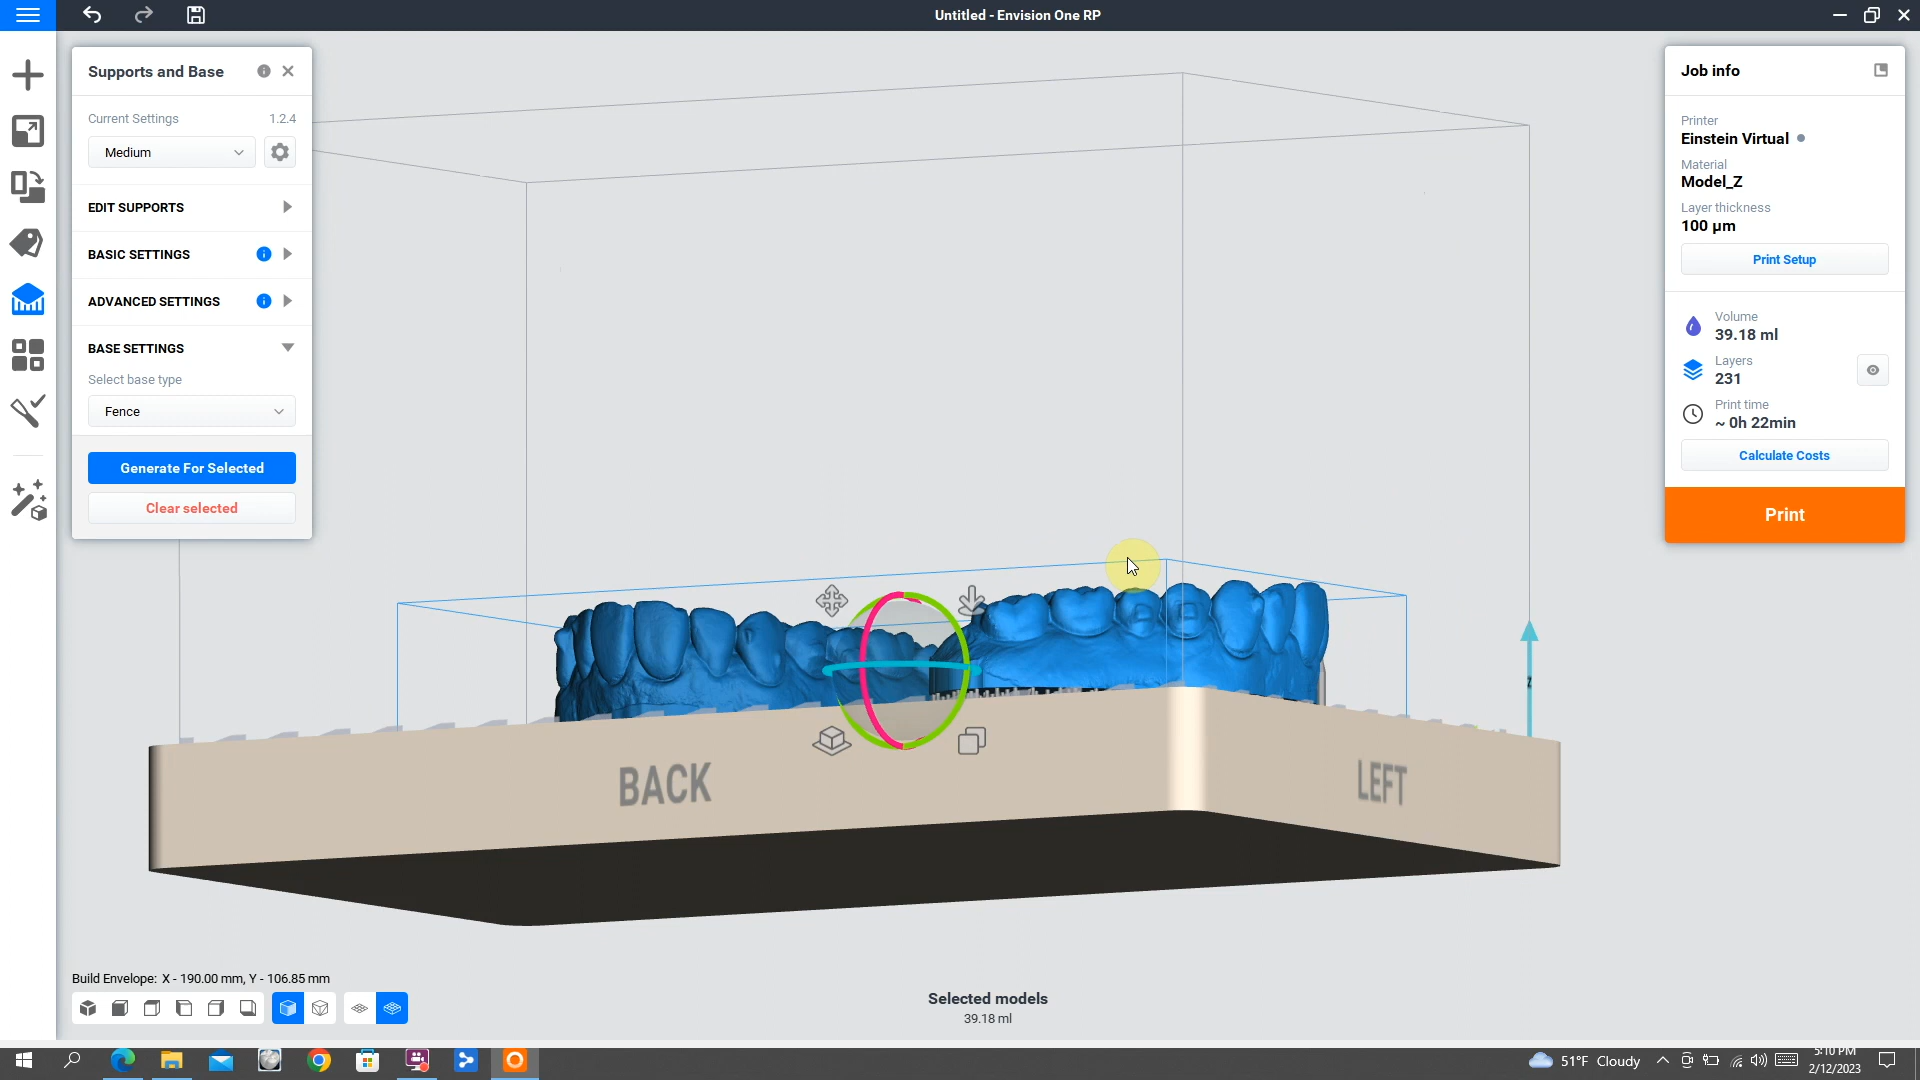 Untitled - Envision One RP
Supports and Base
Current Settings 1.2.4
Medium
EDIT SUPPORTS
BASIC SETTINGS
ADVANCED SETTINGS
BASE SETTINGS
Select base type
Fence
Generate For Selected
Clear selected
Job info
Printer
Einstein Virtual
Material
Model_Z
Layer thickness
100 µm
Print Setup
Volume
39.18 ml
Layers
231
Print time
~ 0h 22min
Calculate Costs
Print
Z
BACK
LEFT
Build Envelope: X - 190.00 mm, Y - 106.85 mm
Selected models
39.18 ml
51°F Cloudy
5:10 PM
2/12/2023